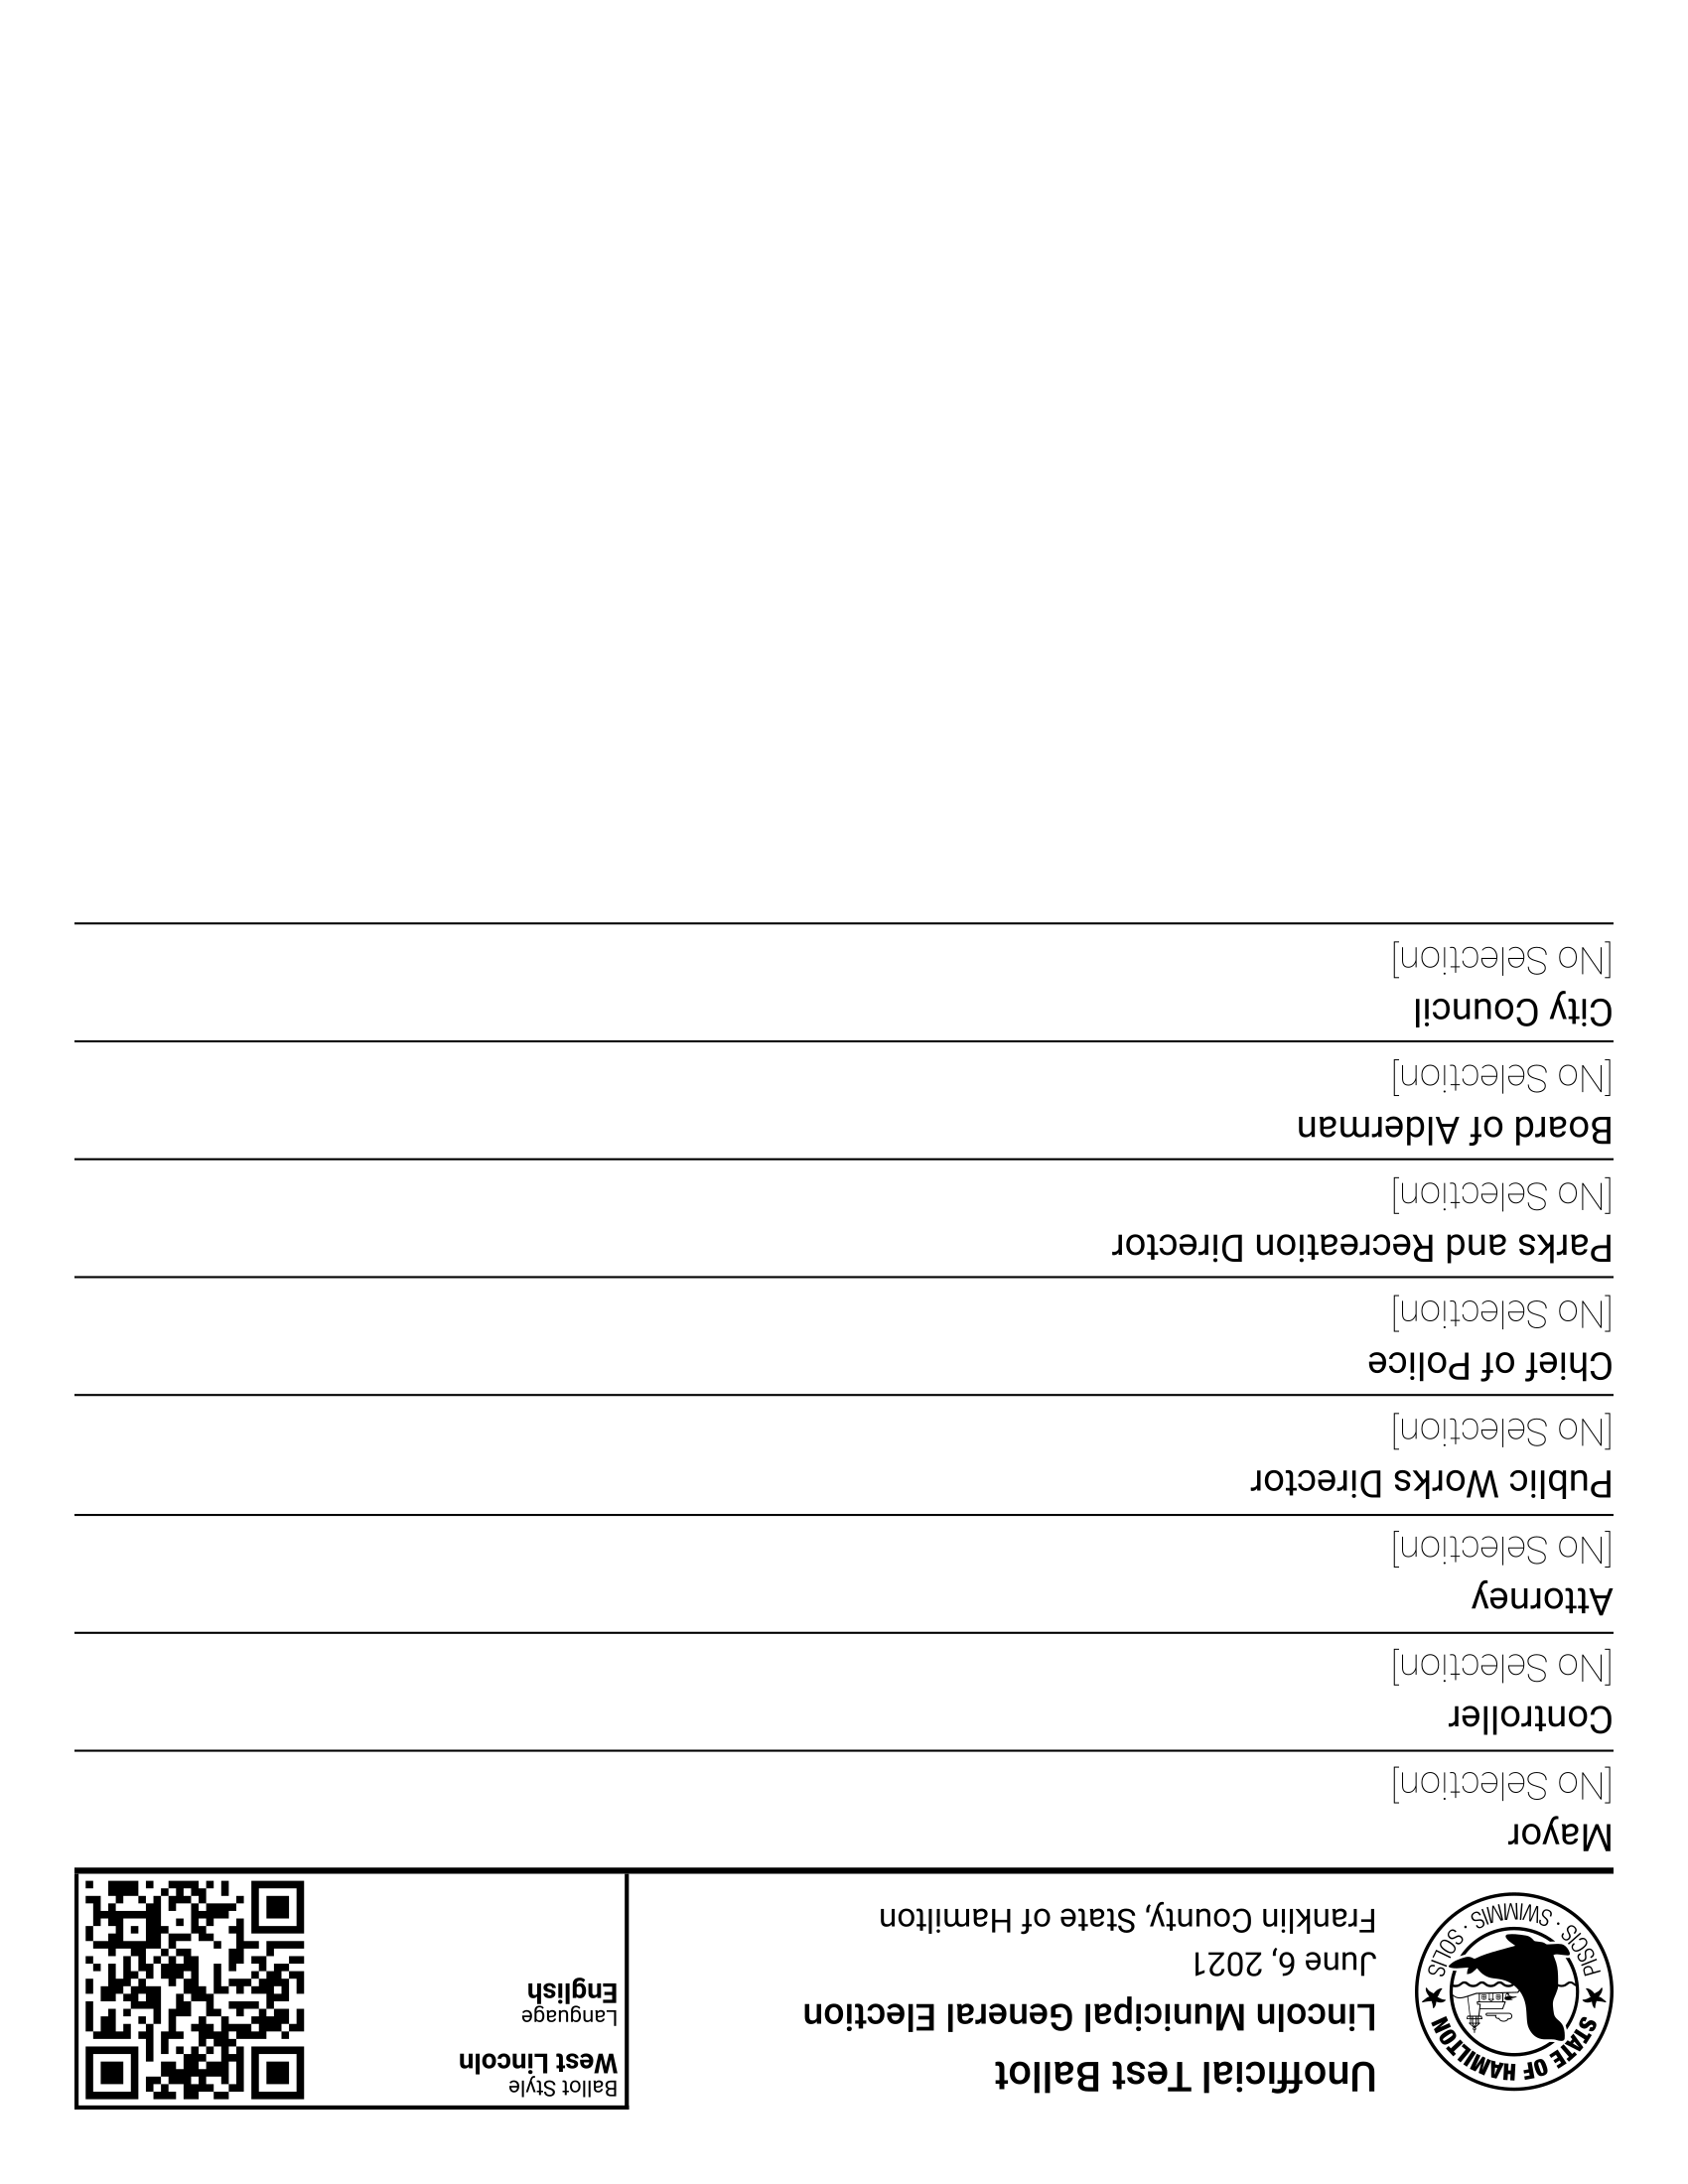 STATE OF HAMILTON
PISCIS · SWIMMIS · SOLIS
Unofficial Test Ballot
Lincoln Municipal General Election
June 6, 2021
Franklin County, State of Hamilton
Ballot Style
West Lincoln
Language
English
Mayor
[No Selection]
Controller
[No Selection]
Attorney
[No Selection]
Public Works Director
[No Selection]
Chief of Police
[No Selection]
Parks and Recreation Director
[No Selection]
Board of Alderman
[No Selection]
City Council
[No Selection]